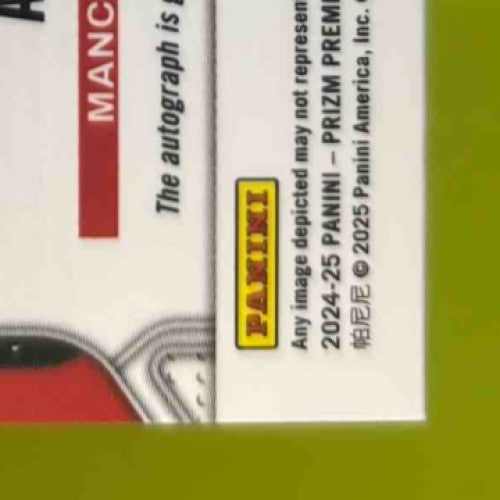 A
MANC
The autograph is
PANINI
Any image depicted may not represen
2024-25 PANINI – PRIZM PREMI
帕尼尼 © 2025 Panini America, Inc.